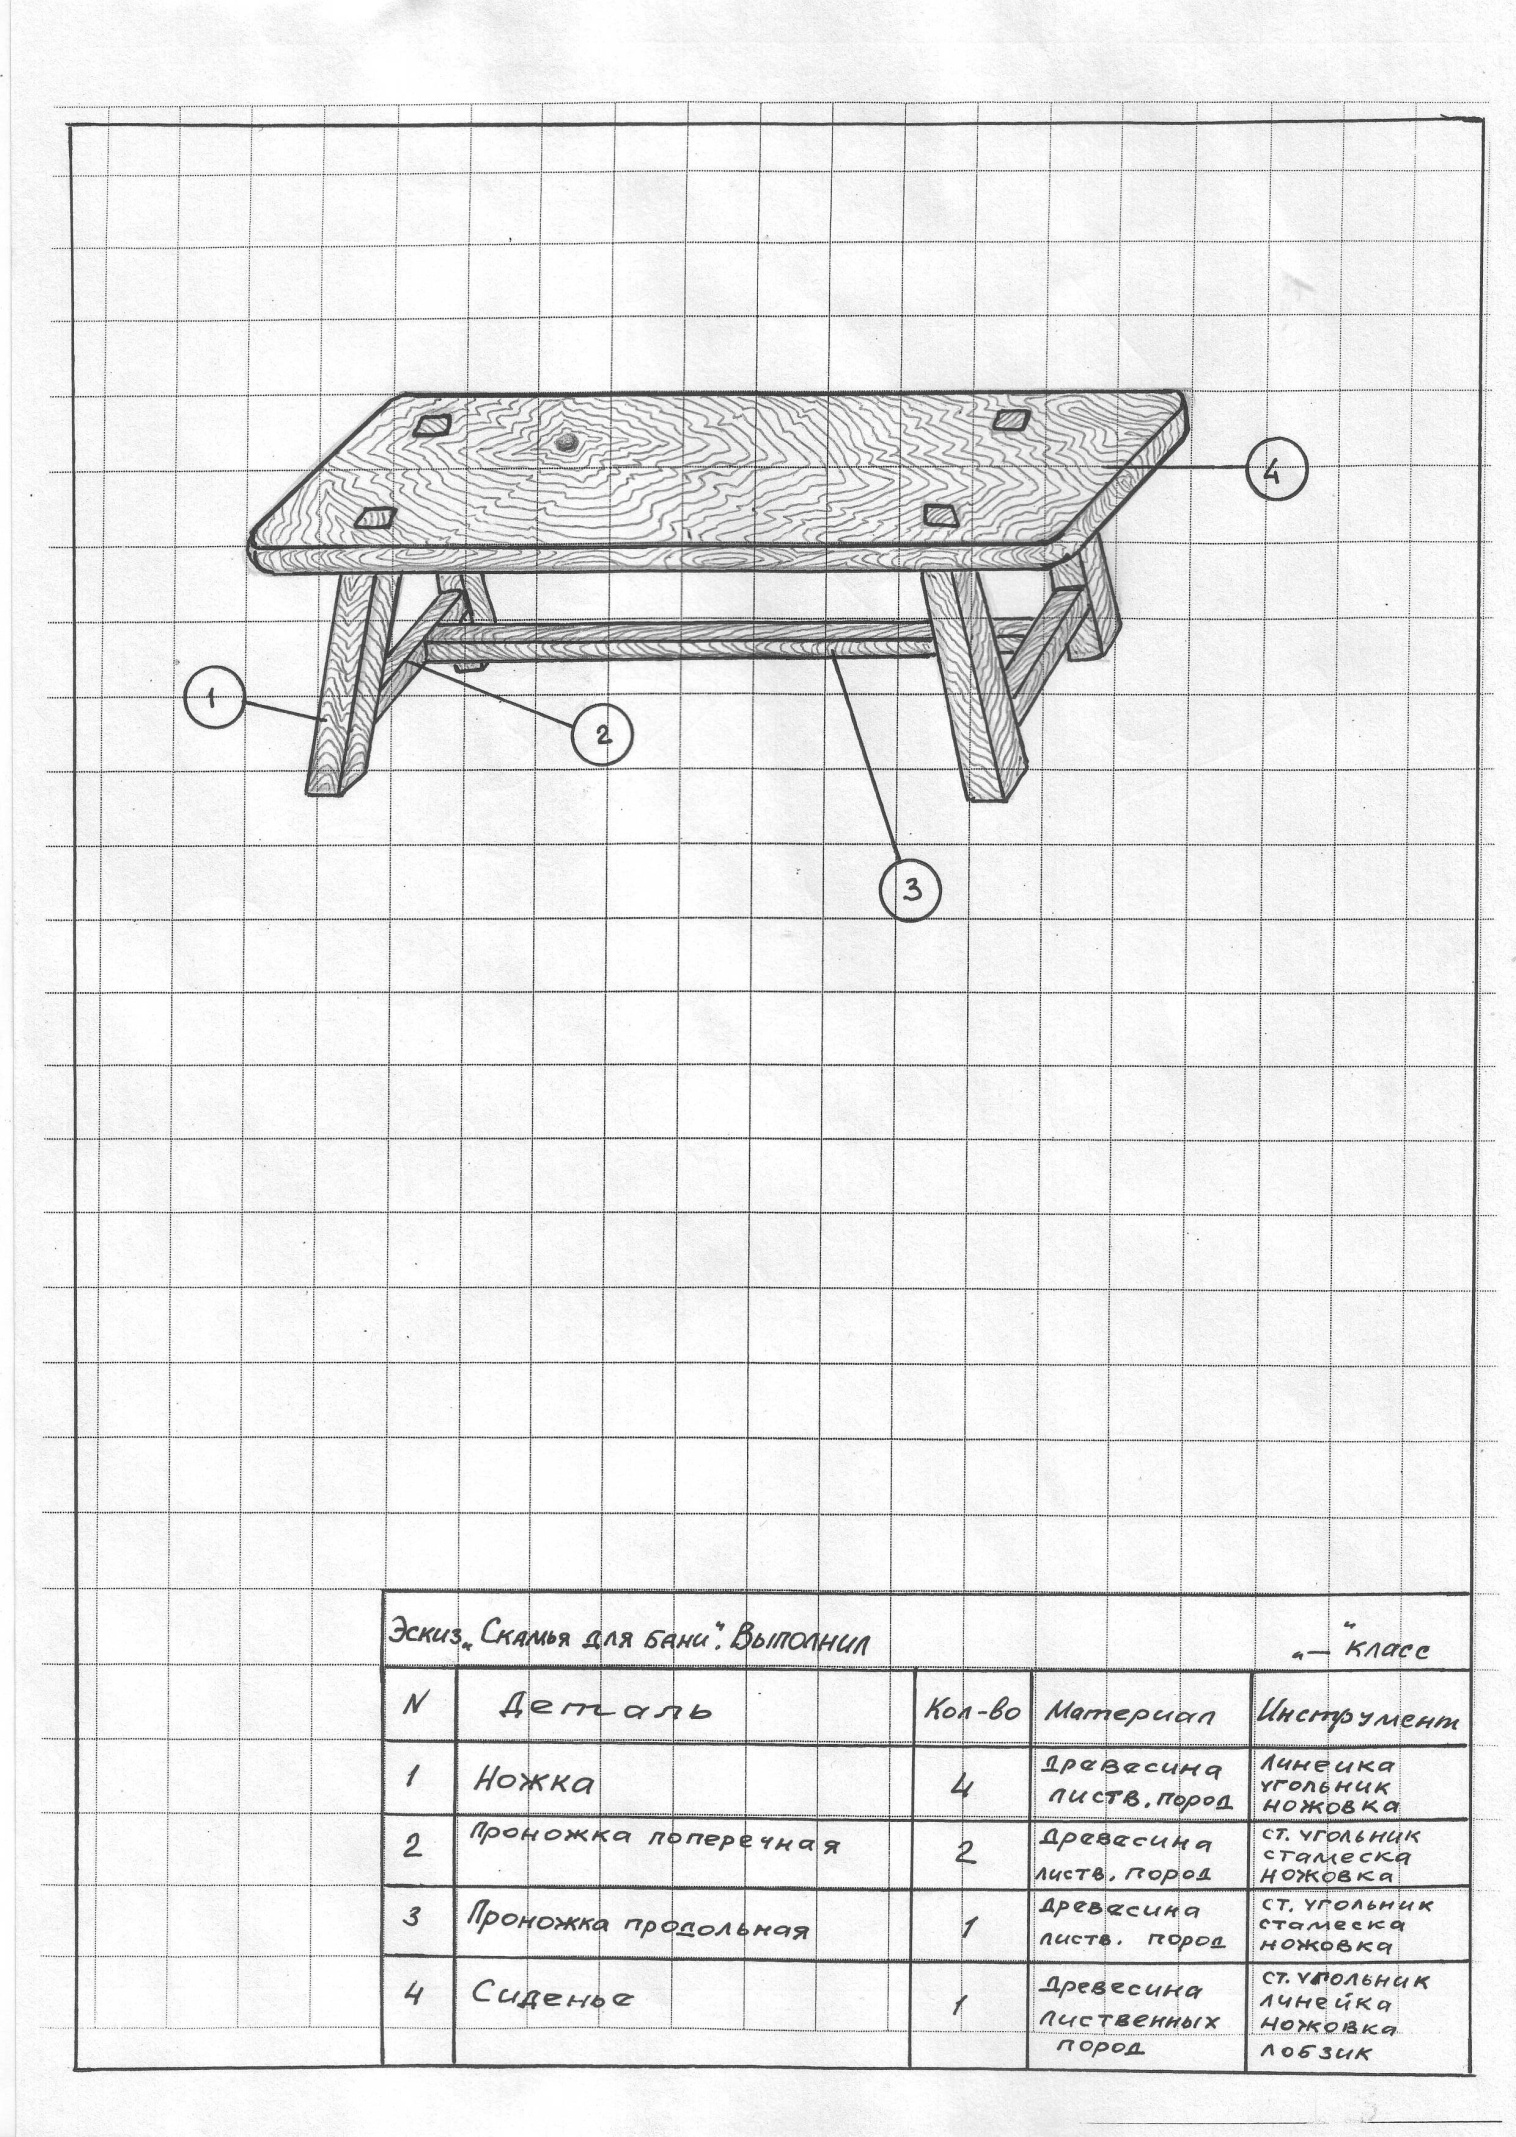 4
1
2
3
Эскиз „Скамья для бани". Выполнил „—" класс
N Деталь Кол-во Материал Инструмент
1 Ножка 4 Древесина листв. пород линейка угольник ножовка
2 Проножка поперечная 2 Древесина листв. пород ст. угольник стамеска ножовка
3 Проножка продольная 1 Древесина листв. пород ст. угольник стамеска ножовка
4 Сиденье 1 Древесина лиственных пород ст. угольник линейка ножовка лобзик